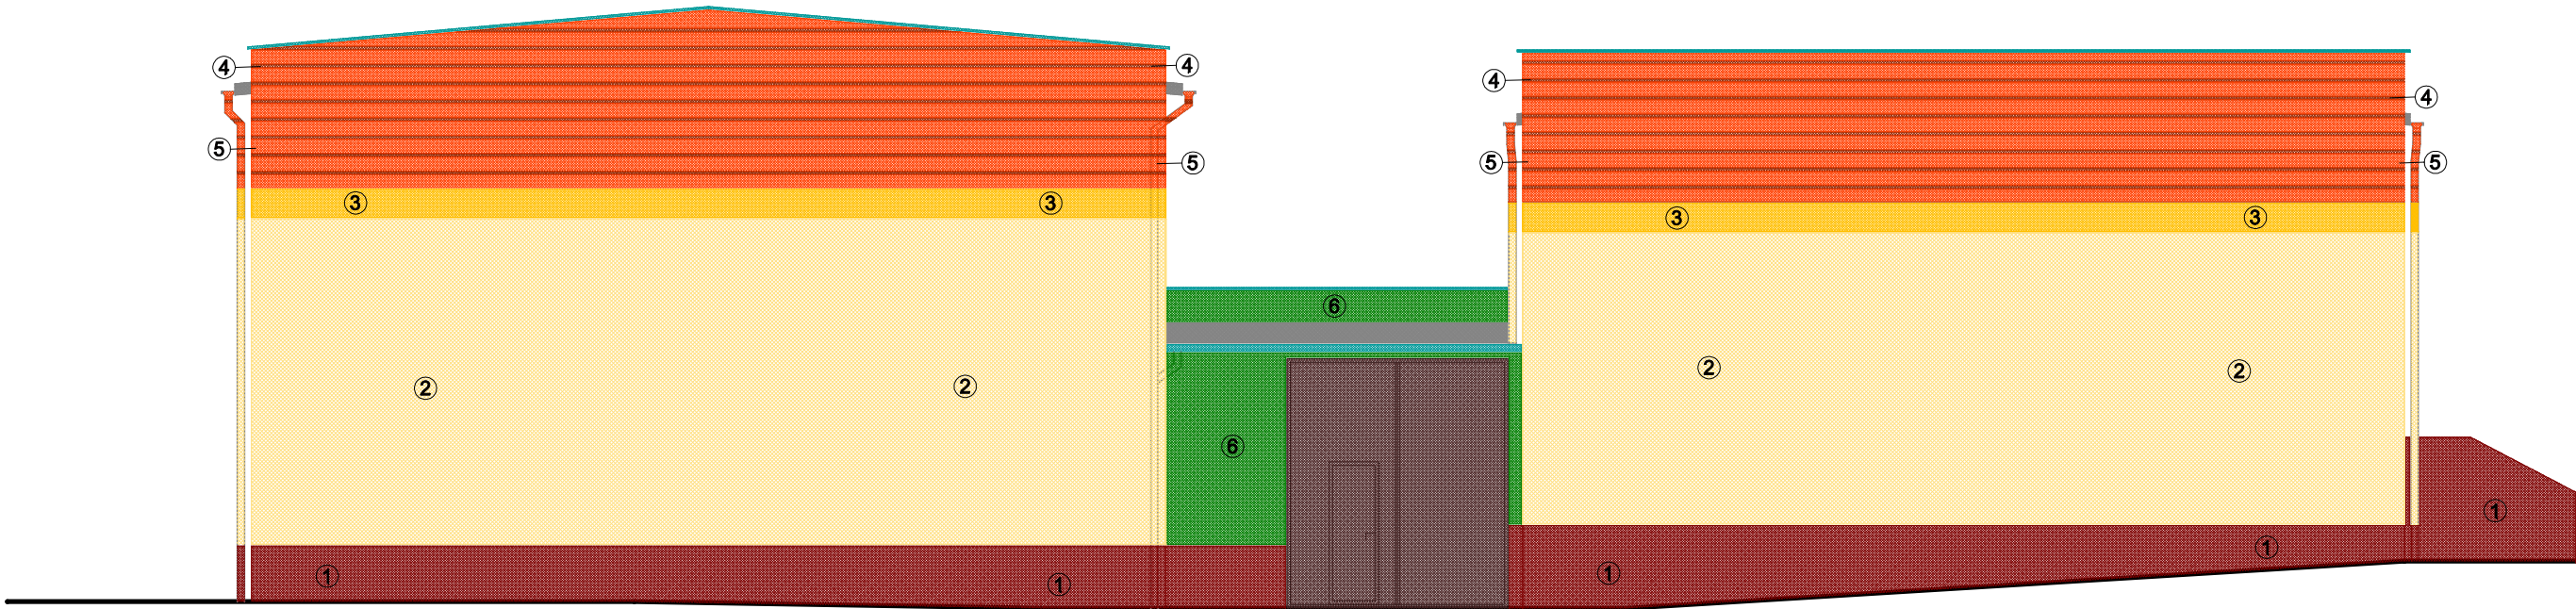 ④ ④ ④ ④
⑤ ⑤ ⑤ ⑤
③ ③ ③ ③
⑥
② ② ② ②
⑥
① ① ① ① ①